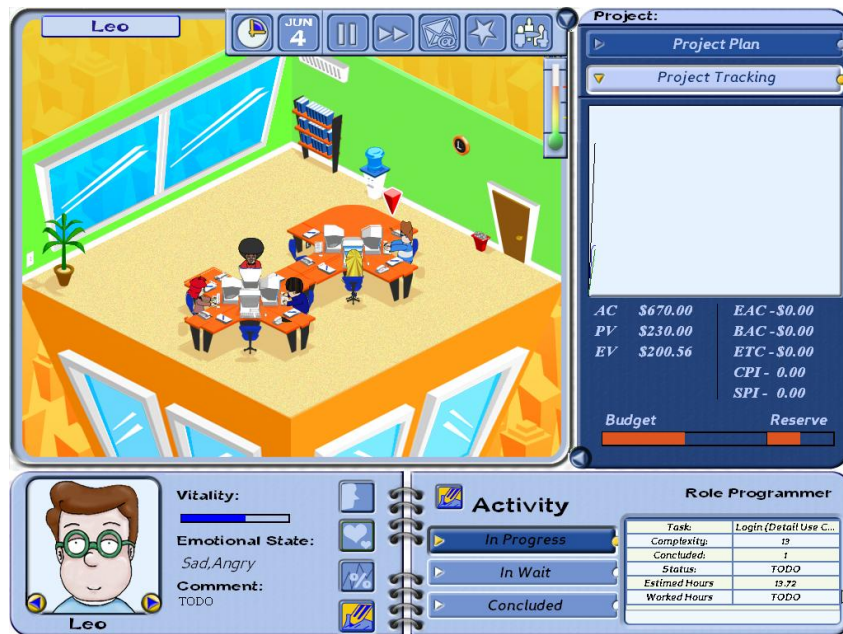 Leo
JUN
4
Project:
Project Plan
Project Tracking
L
AC $670.00 EAC -$0.00
PV $230.00 BAC -$0.00
EV $200.56 ETC -$0.00
CPI - 0.00
SPI - 0.00
Budget Reserve
Vitality:
Emotional State:
Sad,Angry
Comment:
TODO
Leo
Activity
In Progress
In Wait
Concluded
Role Programmer
Task: Login (Detail Use C...
Complexity: 13
Concluded: 1
Status: TODO
Estimed Hours 13.72
Worked Hours TODO